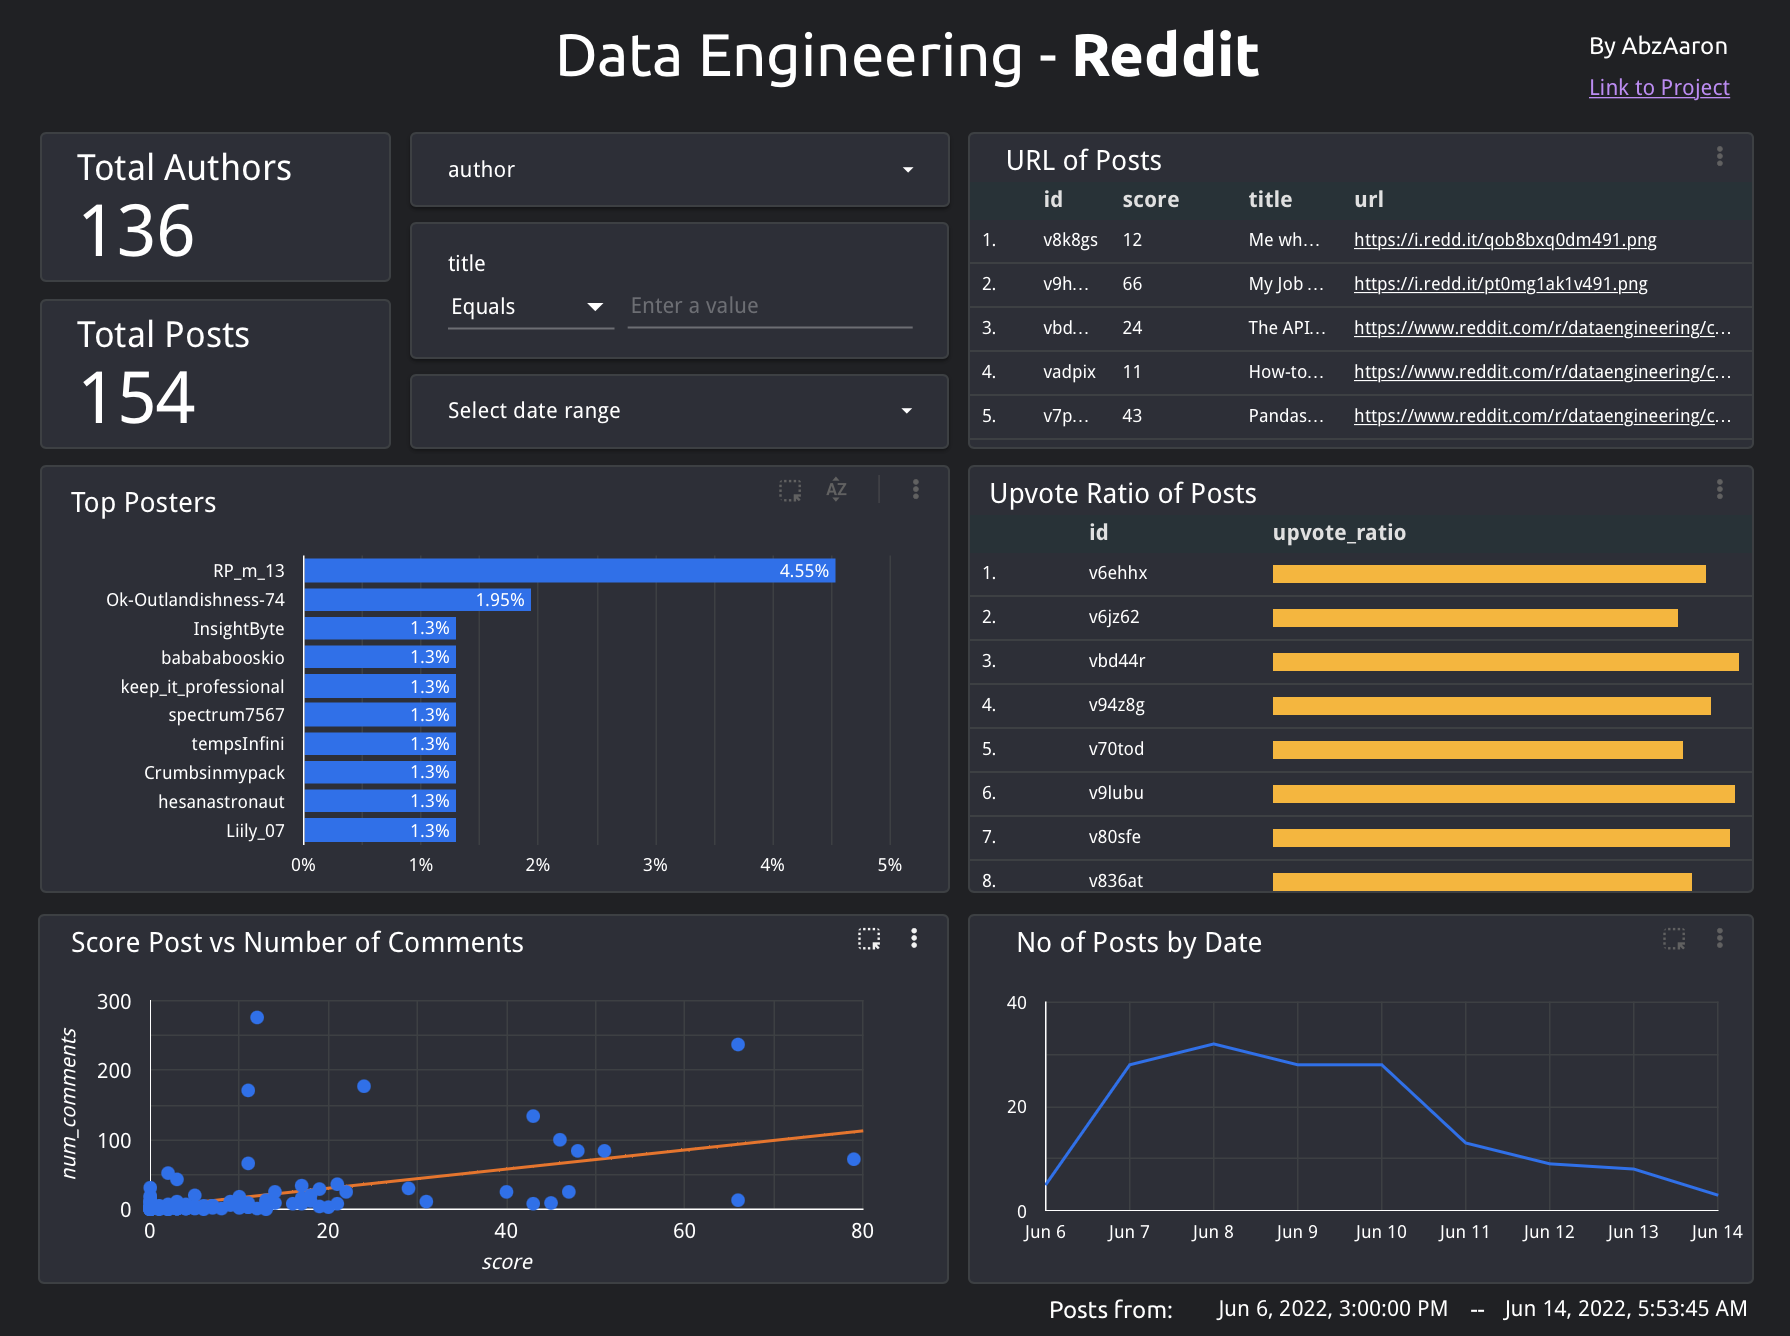 Data Engineering - Reddit
By AbzAaron
Link to Project
Total Authors
136
Total Posts
154
author
title
Equals Enter a value
Select date range
URL of Posts
id score title url
1. v8k8gs 12 Me wh... https://i.redd.it/qob8bxq0dm491.png
2. v9h... 66 My Job ... https://i.redd.it/pt0mg1ak1v491.png
3. vbd... 24 The API... https://www.reddit.com/r/dataengineering/c...
4. vadpix 11 How-to... https://www.reddit.com/r/dataengineering/c...
5. v7p... 43 Pandas... https://www.reddit.com/r/dataengineering/c...
Top Posters
AZ
RP_m_13 4.55%
Ok-Outlandishness-74 1.95%
InsightByte 1.3%
babababooskio 1.3%
keep_it_professional 1.3%
spectrum7567 1.3%
tempsInfini 1.3%
Crumbsinmypack 1.3%
hesanastronaut 1.3%
Liily_07 1.3%
0% 1% 2% 3% 4% 5%
Upvote Ratio of Posts
id upvote_ratio
1. v6ehhx
2. v6jz62
3. vbd44r
4. v94z8g
5. v70tod
6. v9lubu
7. v80sfe
8. v836at
Score Post vs Number of Comments
num_comments
300
200
100
0
0 20 40 60 80
score
No of Posts by Date
40
20
0
Jun 6 Jun 7 Jun 8 Jun 9 Jun 10 Jun 11 Jun 12 Jun 13 Jun 14
Posts from: Jun 6, 2022, 3:00:00 PM -- Jun 14, 2022, 5:53:45 AM